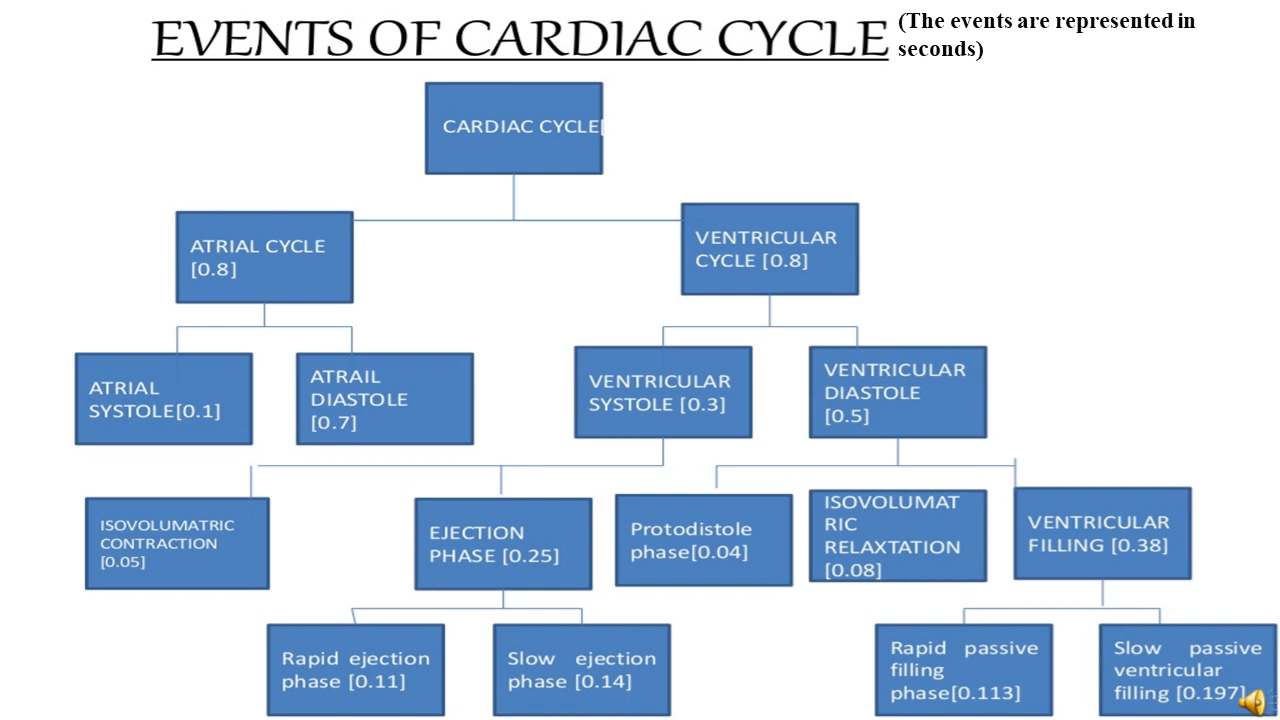 EVENTS OF CARDIAC CYCLE
(The events are represented in
seconds)
CARDIAC CYCLE[
ATRIAL CYCLE
[0.8]
VENTRICULAR
CYCLE [0.8]
ATRIAL
SYSTOLE[0.1]
ATRAIL
DIASTOLE
[0.7]
VENTRICULAR
SYSTOLE [0.3]
VENTRICULAR
DIASTOLE
[0.5]
ISOVOLUMATRIC
CONTRACTION
[0.05]
EJECTION
PHASE [0.25]
Protodistole
phase[0.04]
ISOVOLUMAT
RIC
RELAXTATION
[0.08]
VENTRICULAR
FILLING [0.38]
Rapid ejection
phase [0.11]
Slow ejection
phase [0.14]
Rapid passive
filling
phase[0.113]
Slow passive
ventricular
filling [0.197]